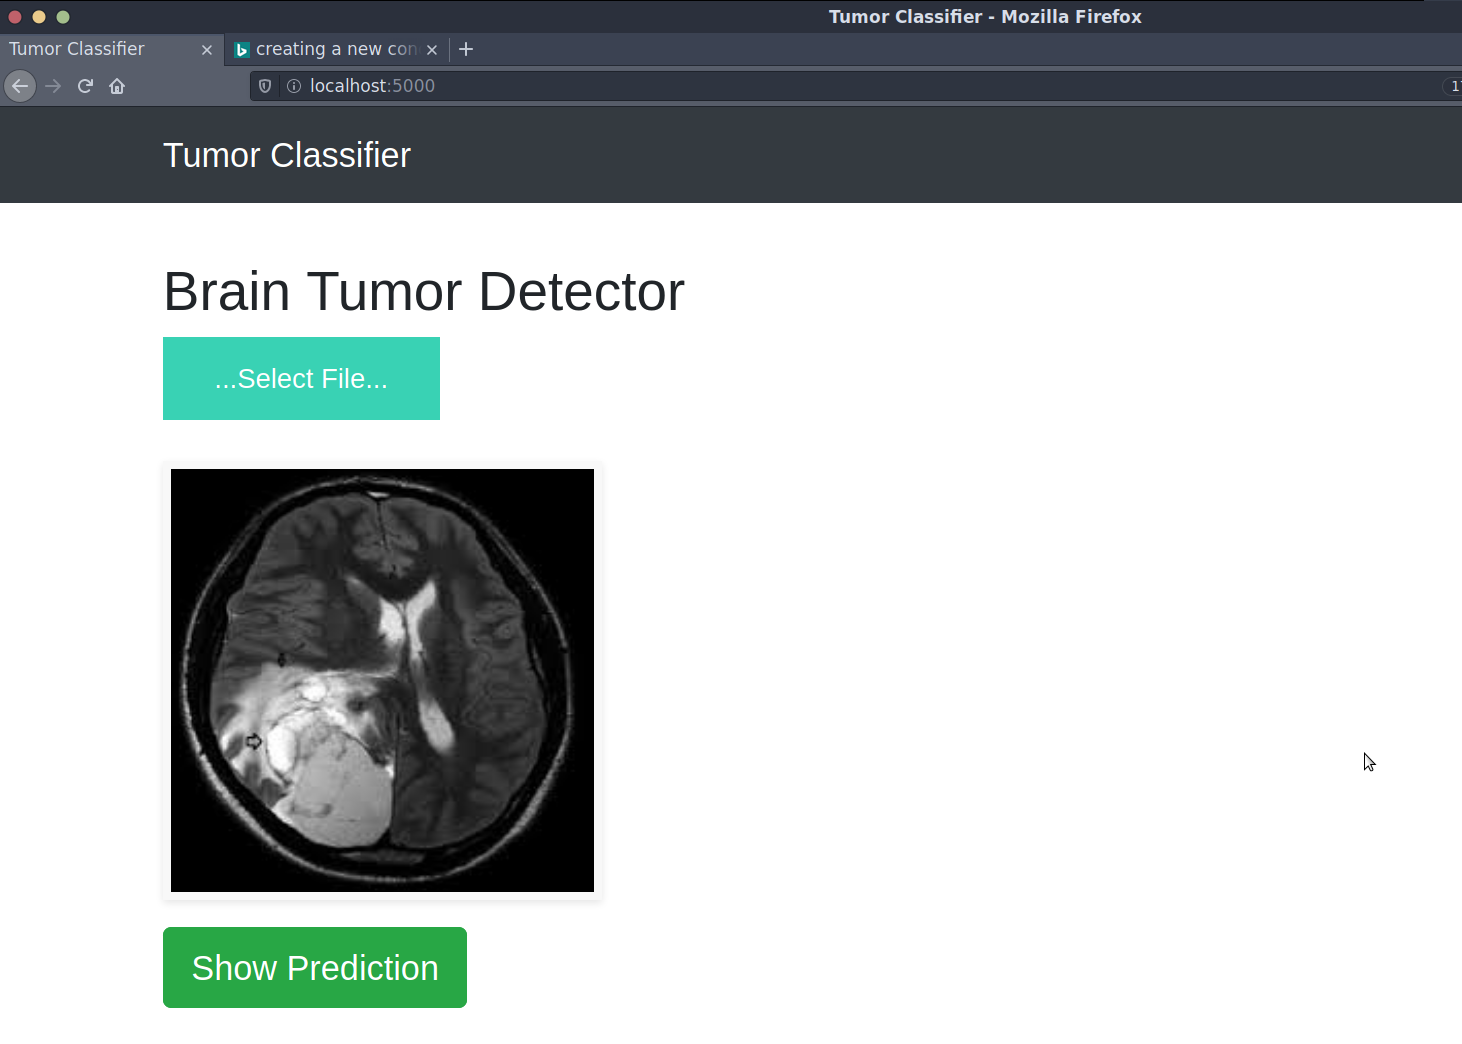 Tumor Classifier - Mozilla Firefox
Tumor Classifier
creating a new con
localhost:5000
Tumor Classifier
Brain Tumor Detector
...Select File...
Show Prediction